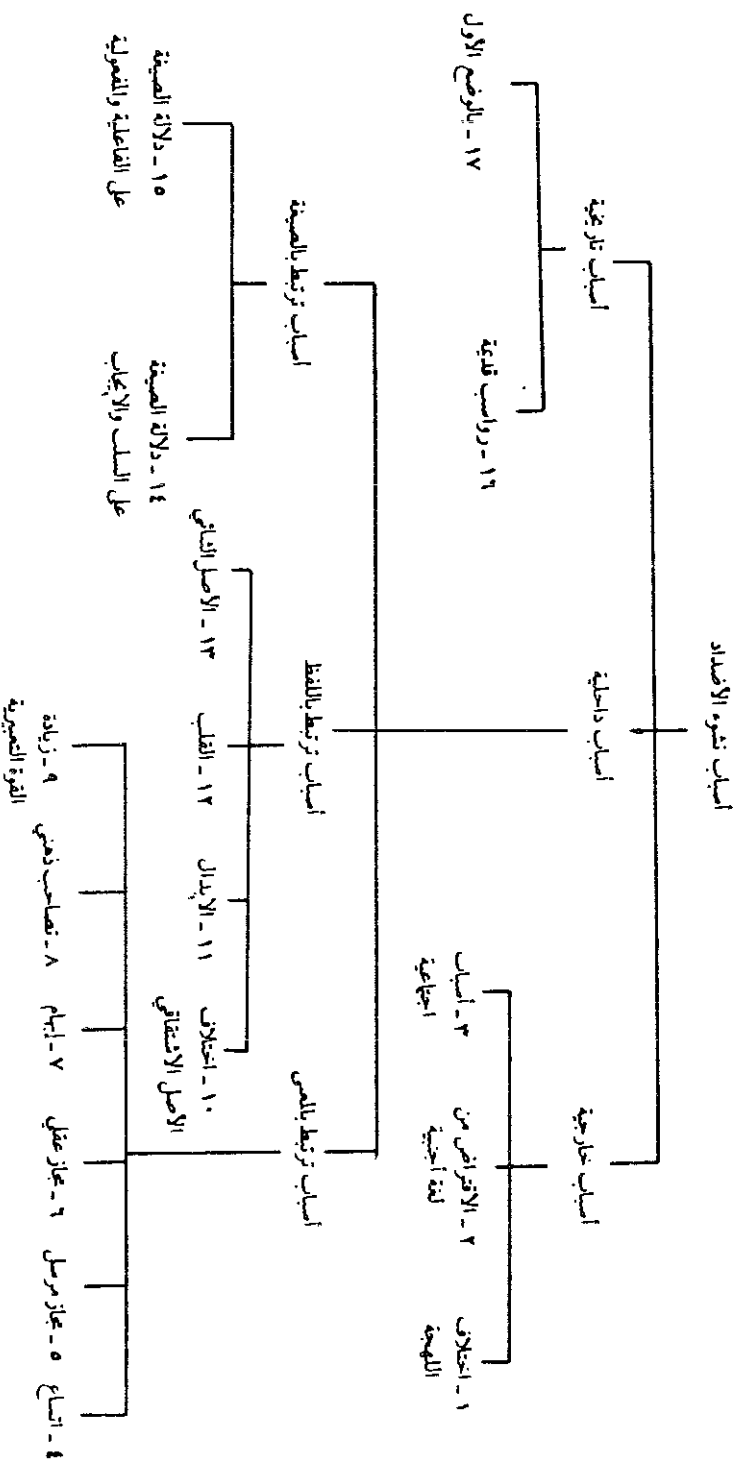 أسباب نشوء الأضداد
أسباب خارجية
أسباب داخلية
أسباب تاريخية
١ - اختلاف
اللهجة
٢ - الاقتراض من
لغة أجنبية
٣ - أسباب
اجتماعية
١٦ - رواسب قديمة
١٧ - بالوضع الأول
أسباب ترتبط بالمعنى
أسباب ترتبط باللفظ
أسباب ترتبط بالصيغة
١٠ - اختلاف
الأصل الاشتقاقي
١١ - الابدال
١٢ - القلب
١٣ - الأصل الثنائي
١٤ - دلالة الصيغة
على السلب والايجاب
١٥ - دلالة الصيغة
على الفاعلية والمفعولية
٤ - اتساع
٥ - مجاز مرسل
٦ - مجاز عقلي
٧ - إبهام
٨ - تصاحب ذهني
٩ - زيادة
القوة التعبيرية